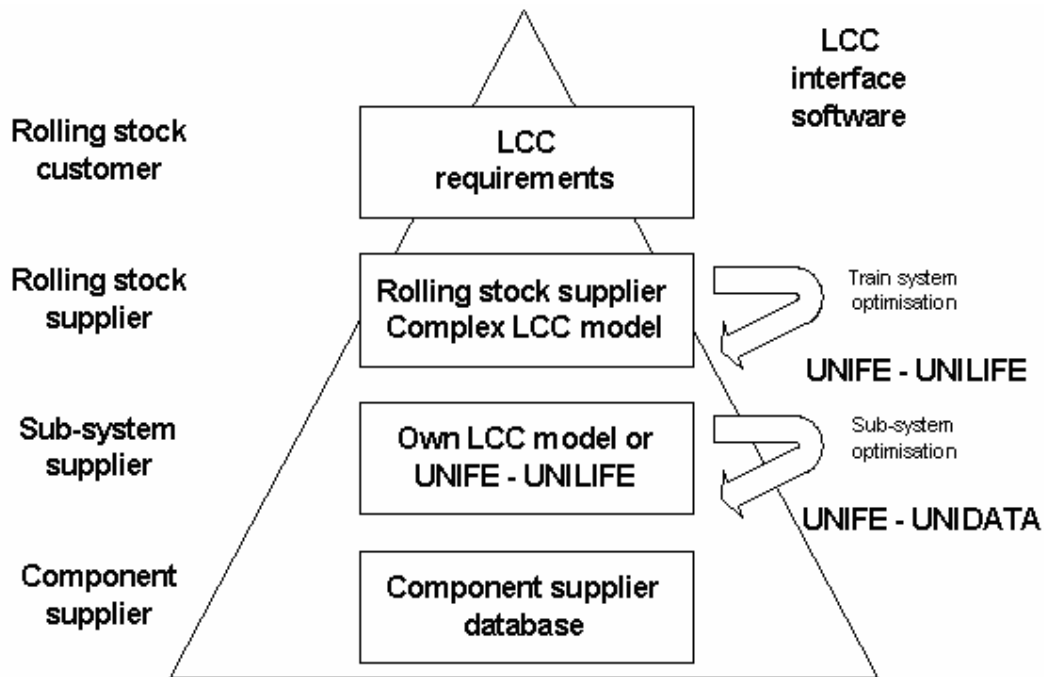 LCC
interface
software
Rolling stock
customer
LCC
requirements
Rolling stock
supplier
Rolling stock supplier
Complex LCC model
Train system
optimisation
UNIFE - UNILIFE
Sub-system
supplier
Own LCC model or
UNIFE - UNILIFE
Sub-system
optimisation
UNIFE - UNIDATA
Component
supplier
Component supplier
database